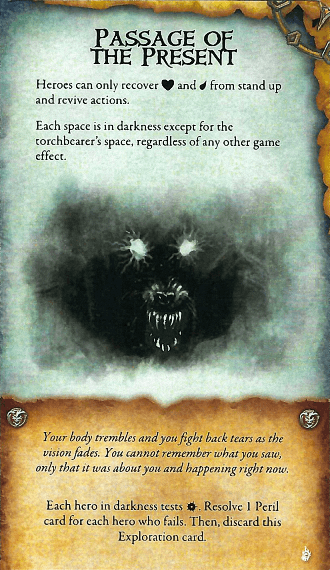 Passage of
the Present
Heroes can only recover and from stand up
and revive actions.
Each space is in darkness except for the
torchbearer's space, regardless of any other game
effect.
Your body trembles and you fight back tears as the
vision fades. You cannot remember what you saw,
only that it was about you and happening right now.
Each hero in darkness tests . Resolve 1 Peril
card for each hero who fails. Then, discard this
Exploration card.